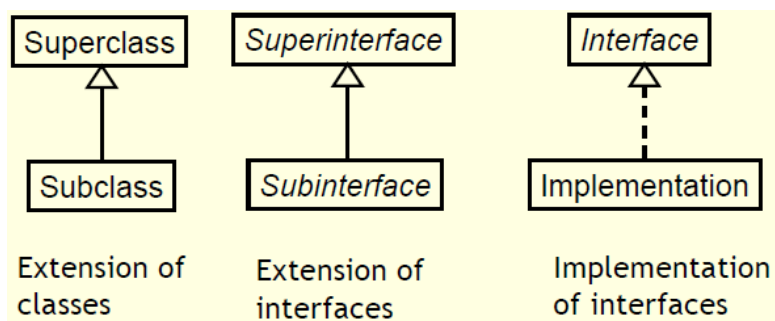 Superclass
Superinterface
Interface
Subclass
Subinterface
Implementation
Extension of
classes
Extension of
interfaces
Implementation
of interfaces